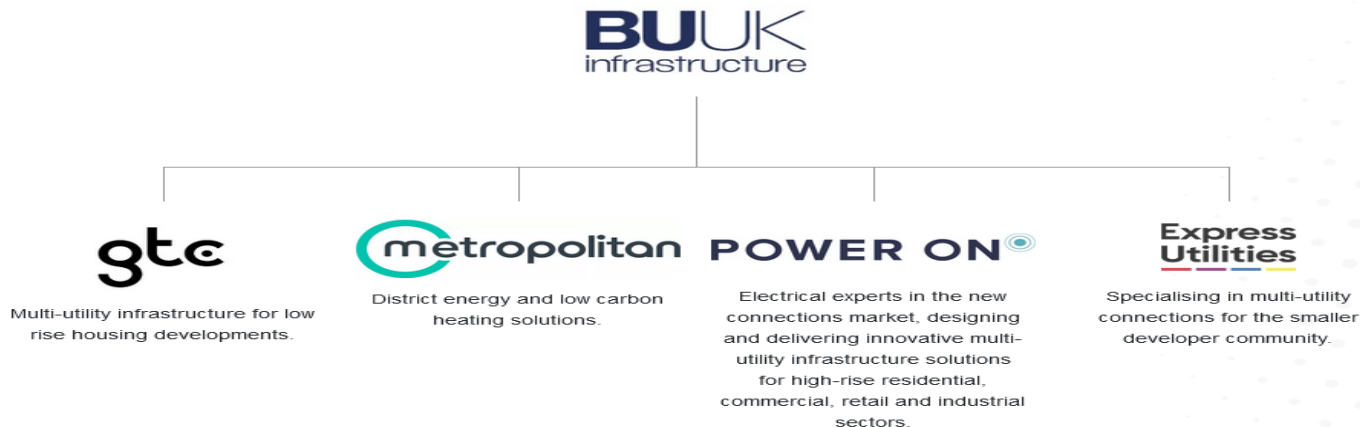 BUUK
infrastructure
gtc
Multi-utility infrastructure for low
rise housing developments.
metropolitan
District energy and low carbon
heating solutions.
POWER ON
Electrical experts in the new
connections market, designing
and delivering innovative multi-
utility infrastructure solutions
for high-rise residential,
commercial, retail and industrial
sectors.
Express
Utilities
Specialising in multi-utility
connections for the smaller
developer community.